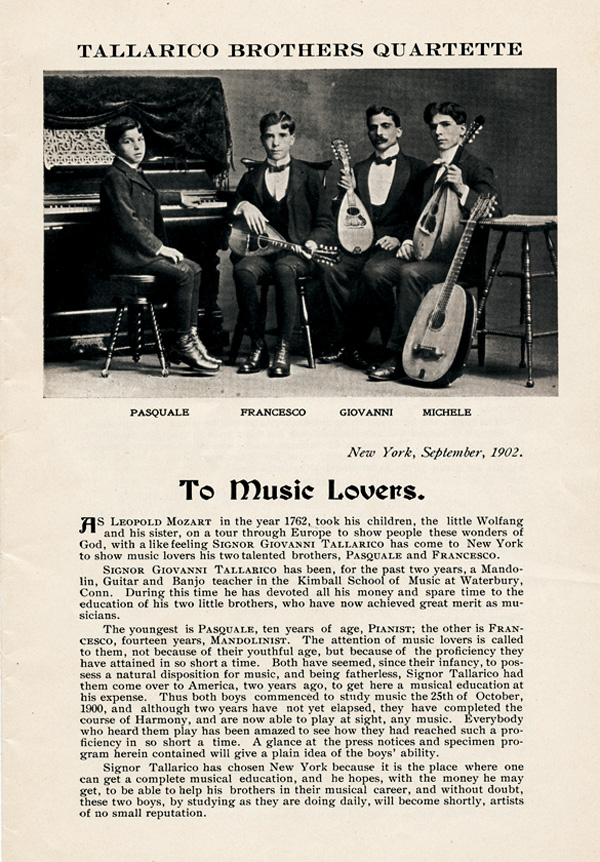 TALLARICO BROTHERS QUARTETTE
PASQUALE FRANCESCO GIOVANNI MICHELE
New York, September, 1902.
To Music Lovers.
AS LEOPOLD MOZART in the year 1762, took his children, the little Wolfang
and his sister, on a tour through Europe to show people these wonders of
God, with a like feeling SIGNOR GIOVANNI TALLARICO has come to New York
to show music lovers his two talented brothers, PASQUALE and FRANCESCO.
SIGNOR GIOVANNI TALLARICO has been, for the past two years, a Mando-
lin, Guitar and Banjo teacher in the Kimball School of Music at Waterbury,
Conn. During this time he has devoted all his money and spare time to the
education of his two little brothers, who have now achieved great merit as mu-
sicians.
The youngest is PASQUALE, ten years of age, PIANIST; the other is FRAN-
CESCO, fourteen years, MANDOLINIST. The attention of music lovers is called
to them, not because of their youthful age, but because of the proficiency they
have attained in so short a time. Both have seemed, since their infancy, to pos-
sess a natural disposition for music, and being fatherless, Signor Tallarico had
them come over to America, two years ago, to get here a musical education at
his expense. Thus both boys commenced to study music the 25th of October,
1900, and although two years have not yet elapsed, they have completed the
course of Harmony, and are now able to play at sight, any music. Everybody
who heard them play has been amazed to see how they had reached such a pro-
ficiency in so short a time. A glance at the press notices and specimen pro-
gram herein contained will give a plain idea of the boys' ability.
Signor Tallarico has chosen New York because it is the place where one
can get a complete musical education, and he hopes, with the money he may
get, to be able to help his brothers in their musical career, and without doubt,
these two boys, by studying as they are doing daily, will become shortly, artists
of no small reputation.